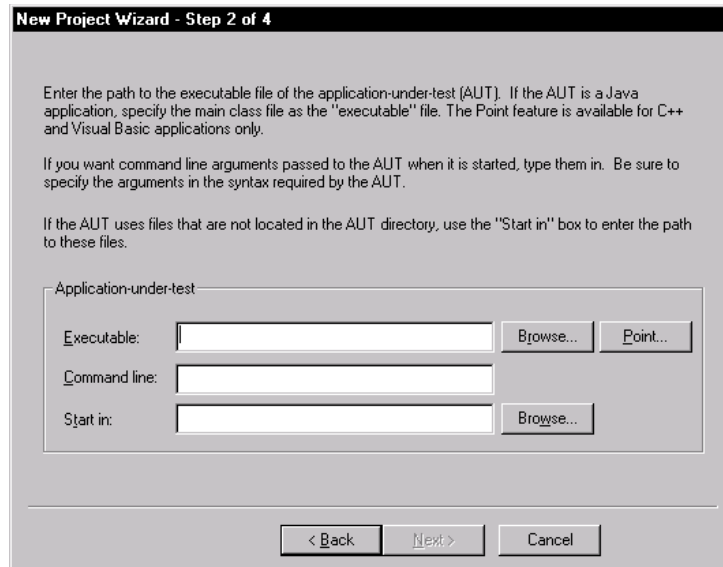 New Project Wizard - Step 2 of 4
Enter the path to the executable file of the application-under-test (AUT). If the AUT is a Java
application, specify the main class file as the "executable" file. The Point feature is available for C++
and Visual Basic applications only.
If you want command line arguments passed to the AUT when it is started, type them in. Be sure to
specify the arguments in the syntax required by the AUT.
If the AUT uses files that are not located in the AUT directory, use the "Start in" box to enter the path
to these files.
Application-under-test
Executable: Browse... Point...
Command line:
Start in: Browse...
< Back Next > Cancel